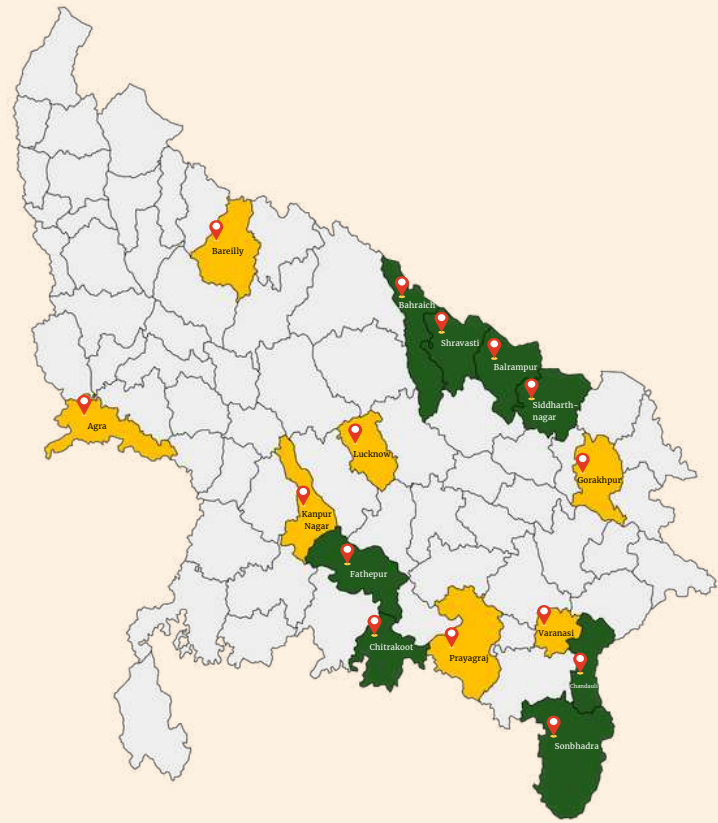 Bareilly
Bahraich
Shravasti
Balrampur
Siddharth-
nagar
Agra
Lucknow
Gorakhpur
Kanpur
Nagar
Fathepur
Chitrakoot
Prayagraj
Varanasi
Chandauli
Sonbhadra